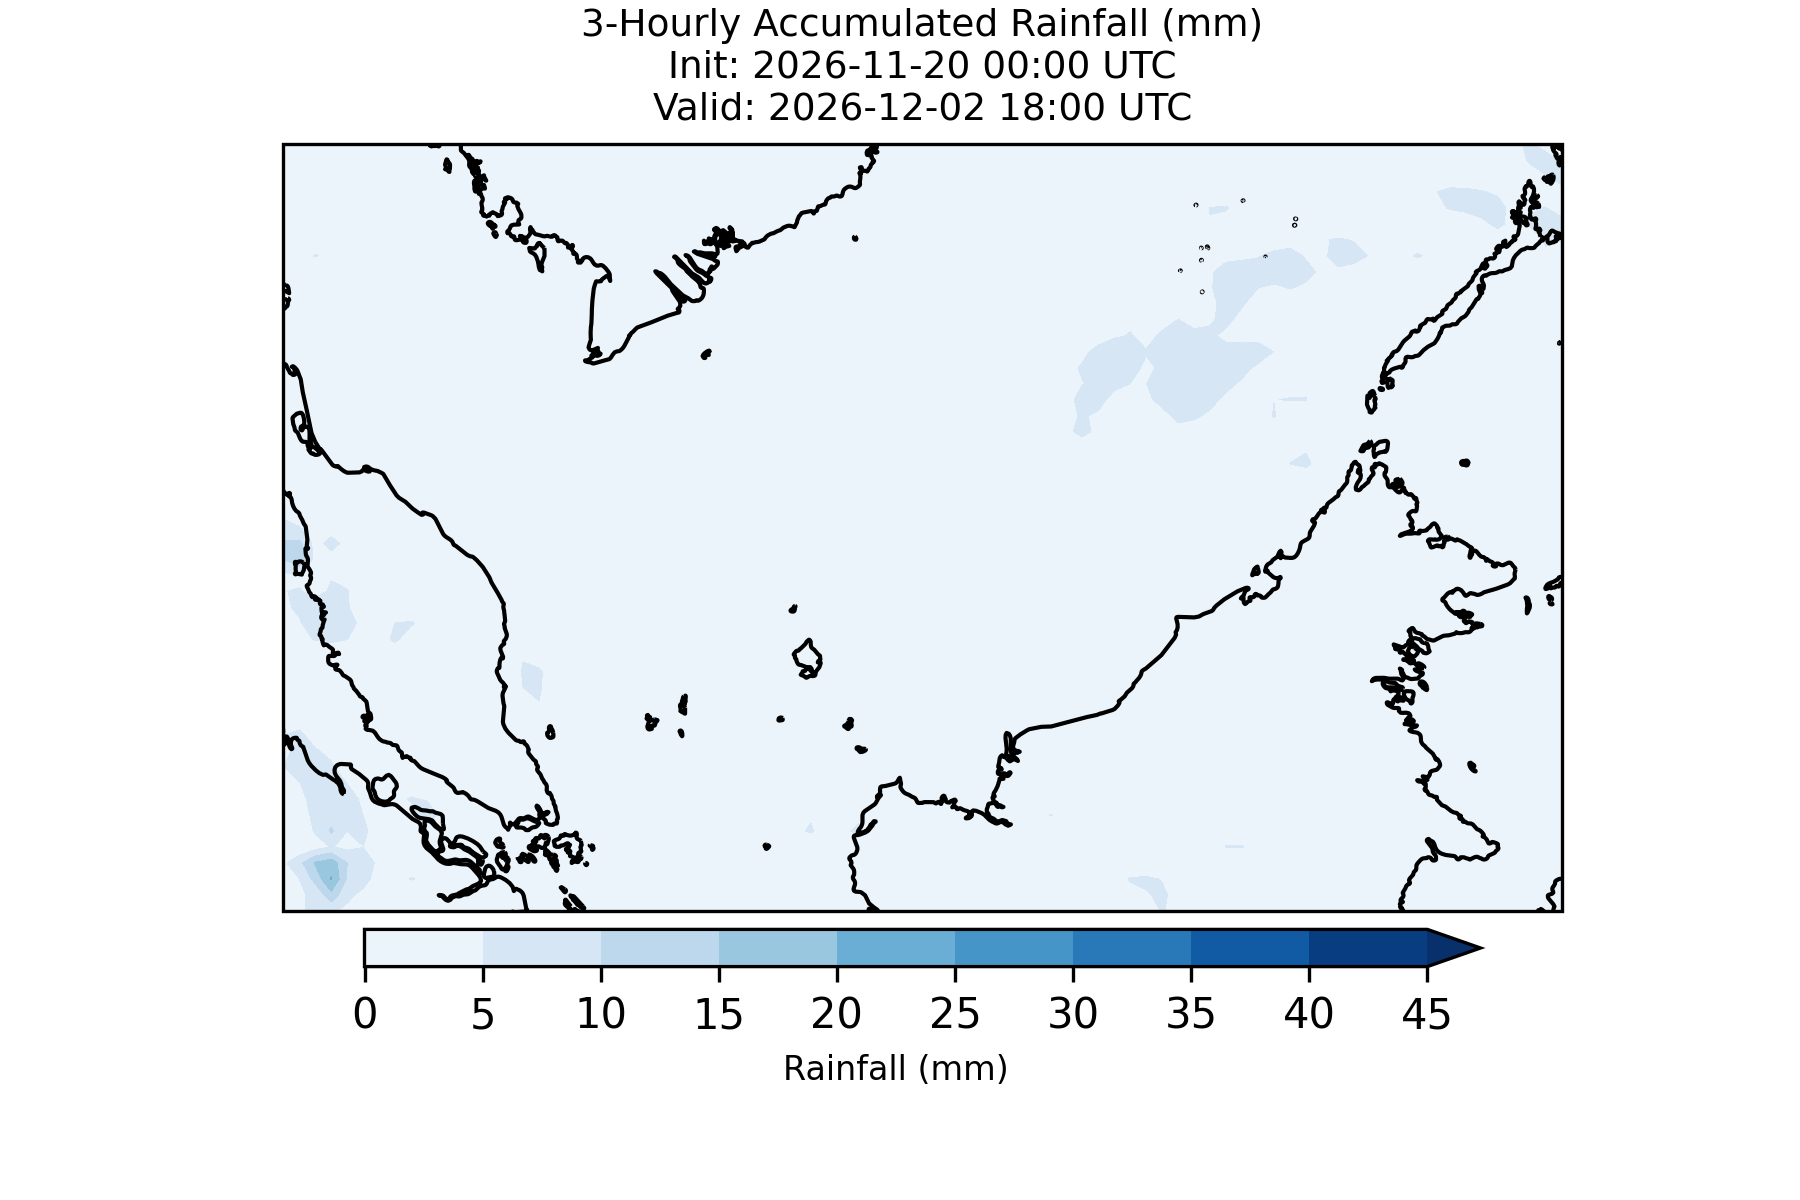 3-Hourly Accumulated Rainfall (mm)
Init: 2026-11-20 00:00 UTC
Valid: 2026-12-02 18:00 UTC
0 5 10 15 20 25 30 35 40 45
Rainfall (mm)